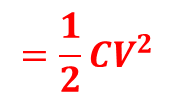 = 1/2 CV²